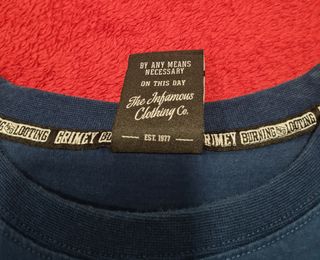 BY ANY MEANS
NECESSARY
ON THIS DAY
The Infamous
Clothing Co.
EST. 1977
BURNING LOOTING GRIMEY BURNING
GRIMEY BURNING LOOTING